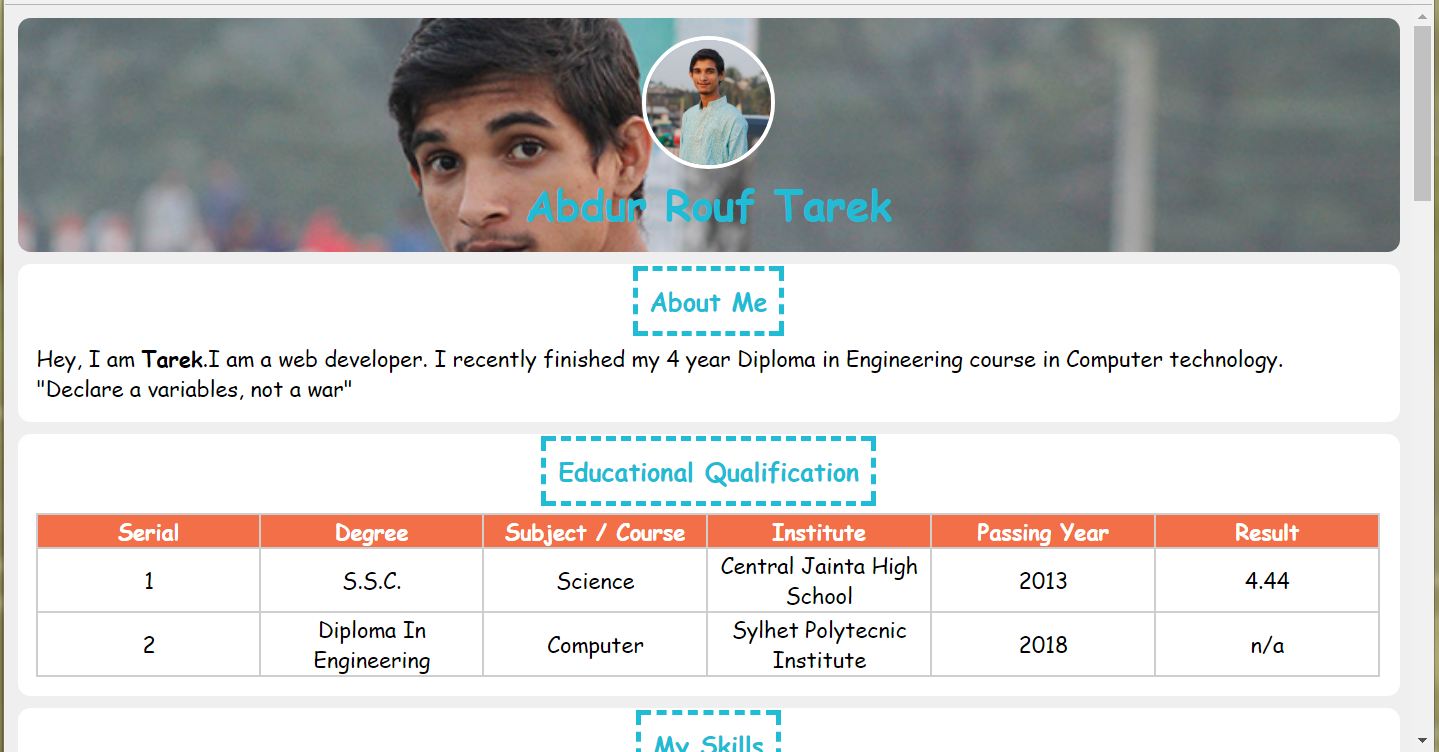 Abdur Rouf Tarek
About Me
Hey, I am Tarek.I am a web developer. I recently finished my 4 year Diploma in Engineering course in Computer technology.
"Declare a variables, not a war"
Educational Qualification
Serial Degree Subject / Course Institute Passing Year Result
1 S.S.C. Science Central Jainta High School 2013 4.44
2 Diploma In Engineering Computer Sylhet Polytecnic Institute 2018 n/a
My Skills